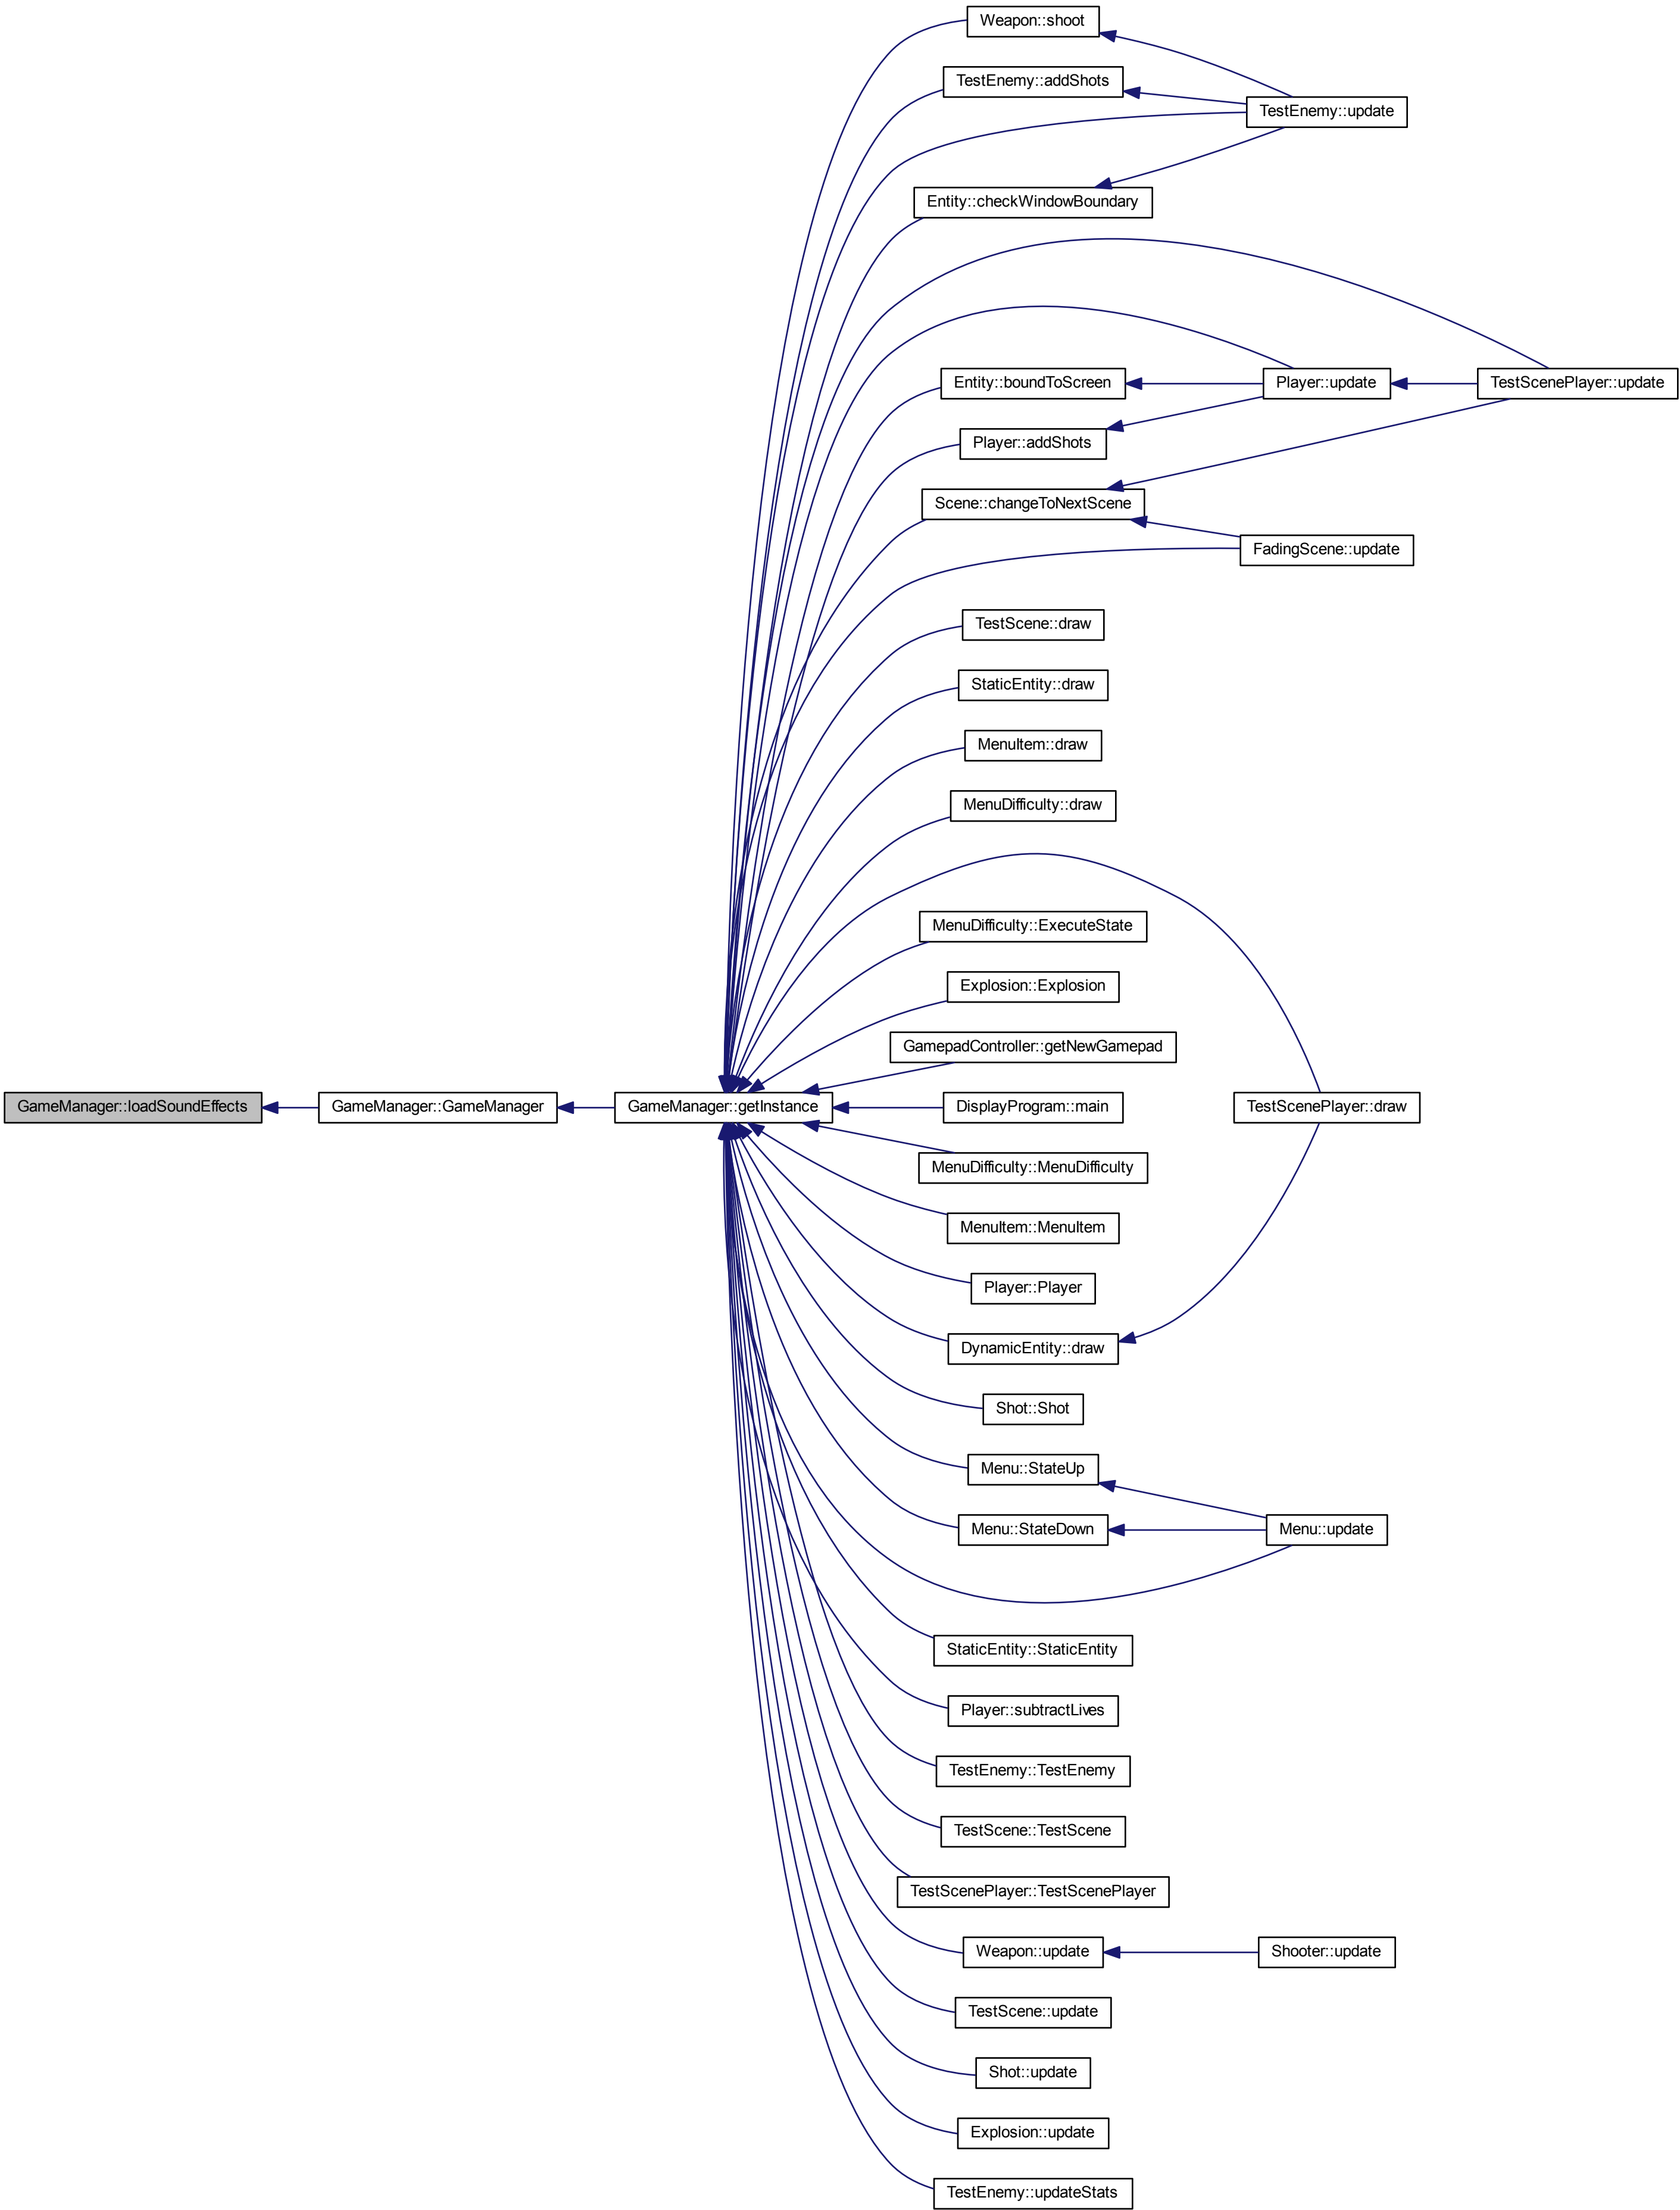 Weapon::shoot
TestEnemy::addShots
TestEnemy::update
Entity::checkWindowBoundary
Entity::boundToScreen
Player::update
TestScenePlayer::update
Player::addShots
Scene::changeToNextScene
FadingScene::update
TestScene::draw
StaticEntity::draw
MenuItem::draw
MenuDifficulty::draw
MenuDifficulty::ExecuteState
Explosion::Explosion
GamepadController::getNewGamepad
GameManager::loadSoundEffects
GameManager::GameManager
GameManager::getInstance
DisplayProgram::main
TestScenePlayer::draw
MenuDifficulty::MenuDifficulty
MenuItem::MenuItem
Player::Player
DynamicEntity::draw
Shot::Shot
Menu::StateUp
Menu::StateDown
Menu::update
StaticEntity::StaticEntity
Player::subtractLives
TestEnemy::TestEnemy
TestScene::TestScene
TestScenePlayer::TestScenePlayer
Weapon::update
Shooter::update
TestScene::update
Shot::update
Explosion::update
TestEnemy::updateStats